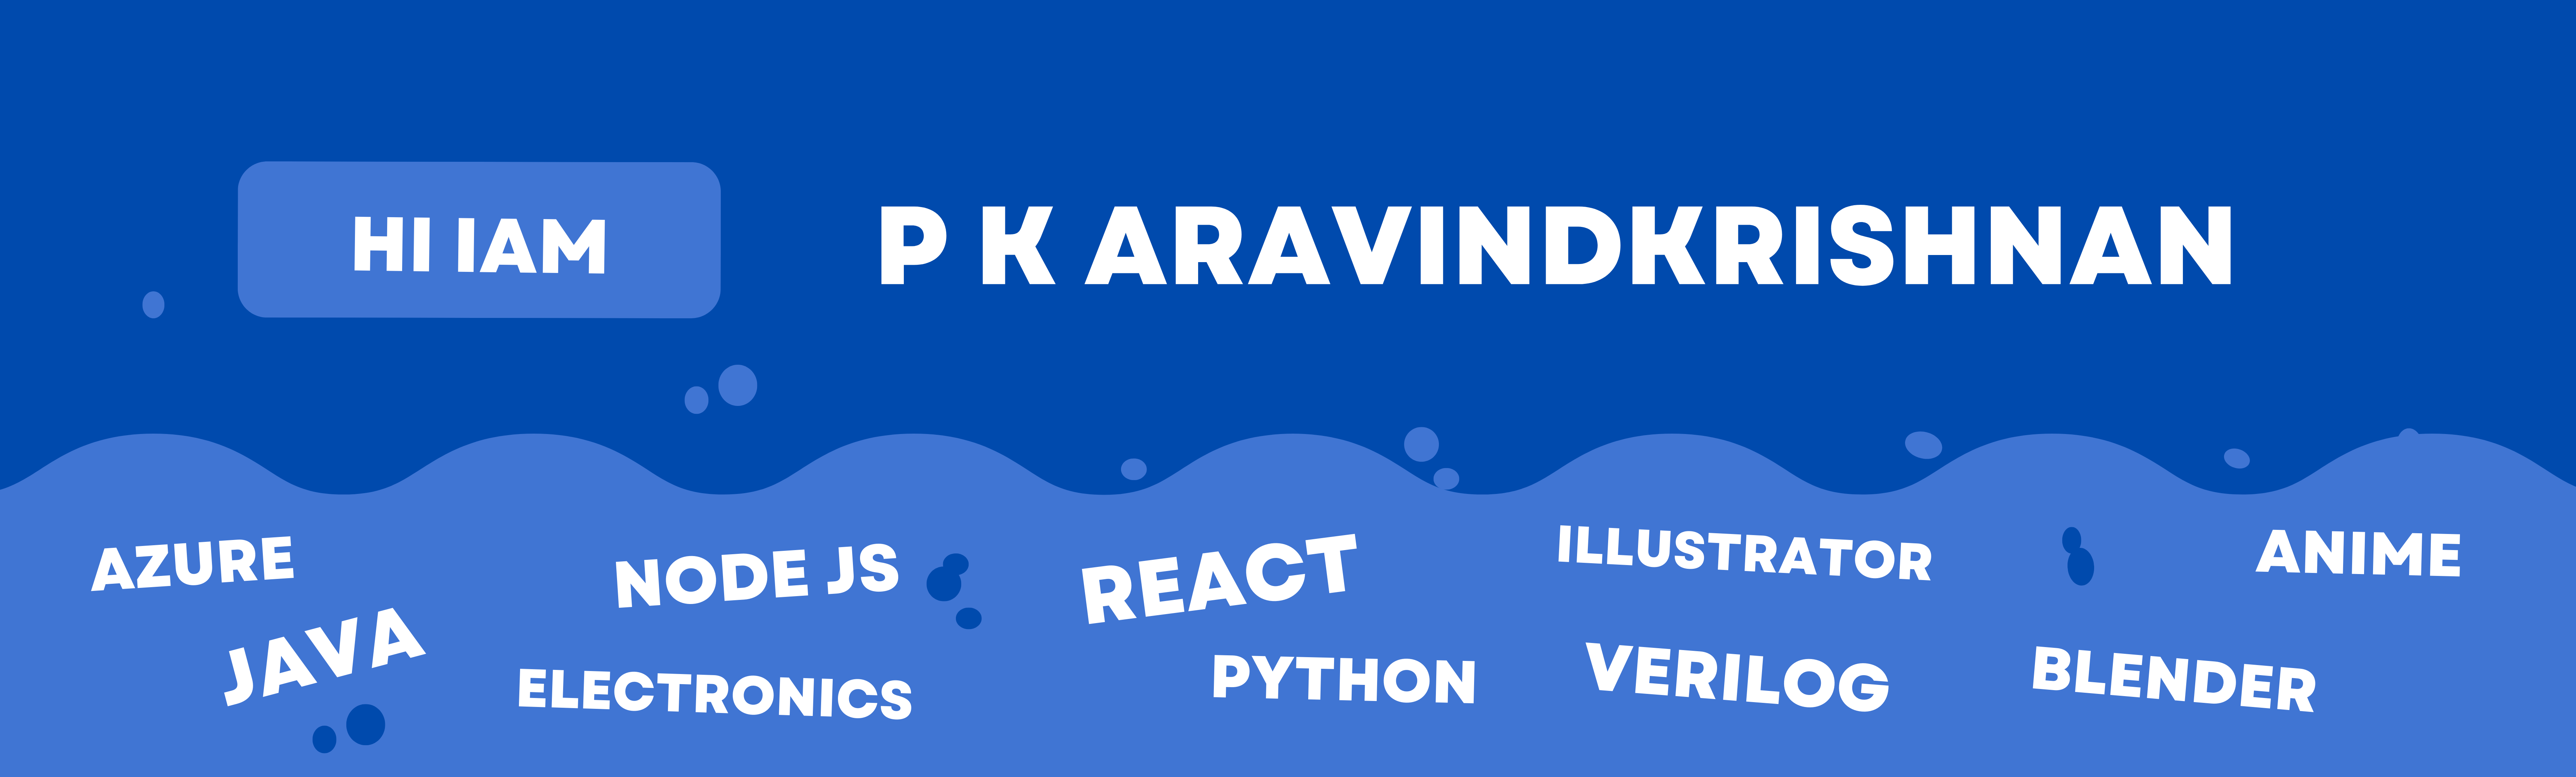 HI IAM
P K ARAVINDKRISHNAN
AZURE
NODE JS
REACT
ILLUSTRATOR
ANIME
JAVA
ELECTRONICS
PYTHON
VERILOG
BLENDER